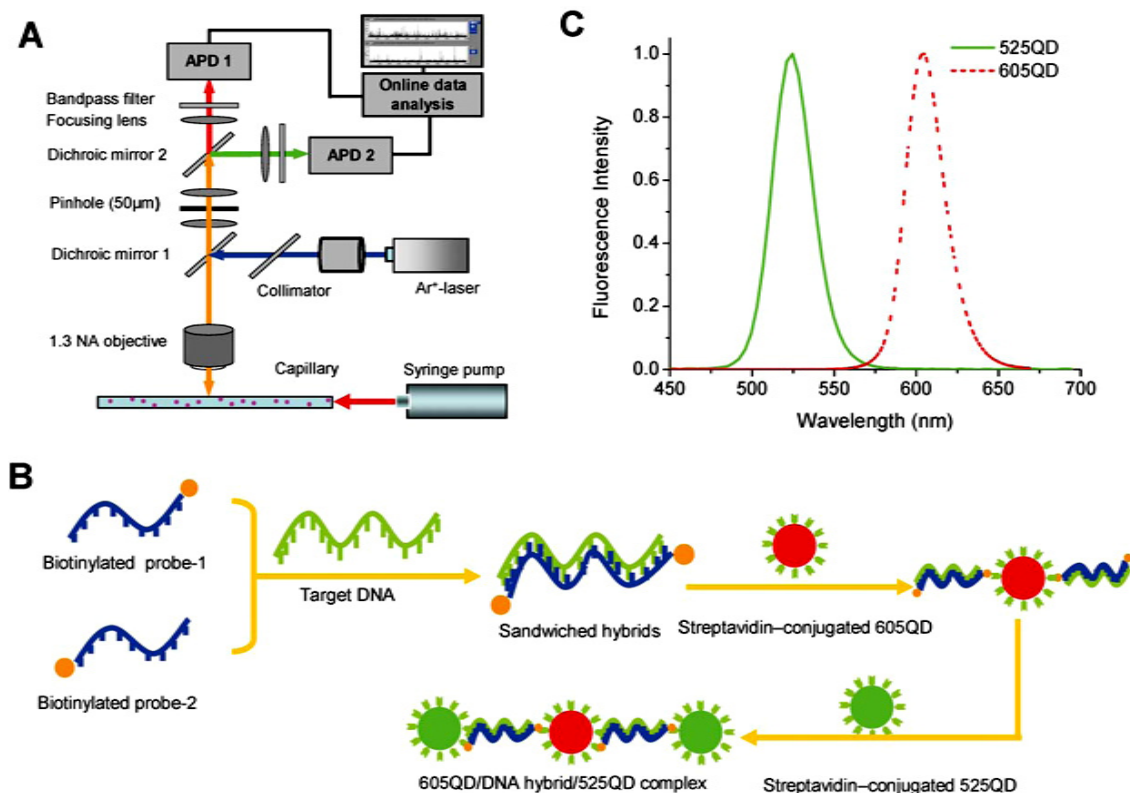 A
APD 1
Bandpass filter
Focusing lens
Online data
analysis
Dichroic mirror 2
APD 2
Pinhole (50μm)
Dichroic mirror 1
Collimator
Ar⁺-laser
1.3 NA objective
Capillary
Syringe pump
C
525QD
605QD
1.0
0.8
0.6
0.4
0.2
0.0
Fluorescence Intensity
450 500 550 600 650 700
Wavelength (nm)
B
Biotinylated probe-1
Target DNA
Biotinylated probe-2
Sandwiched hybrids
Streptavidin–conjugated 605QD
605QD/DNA hybrid/525QD complex
Streptavidin–conjugated 525QD